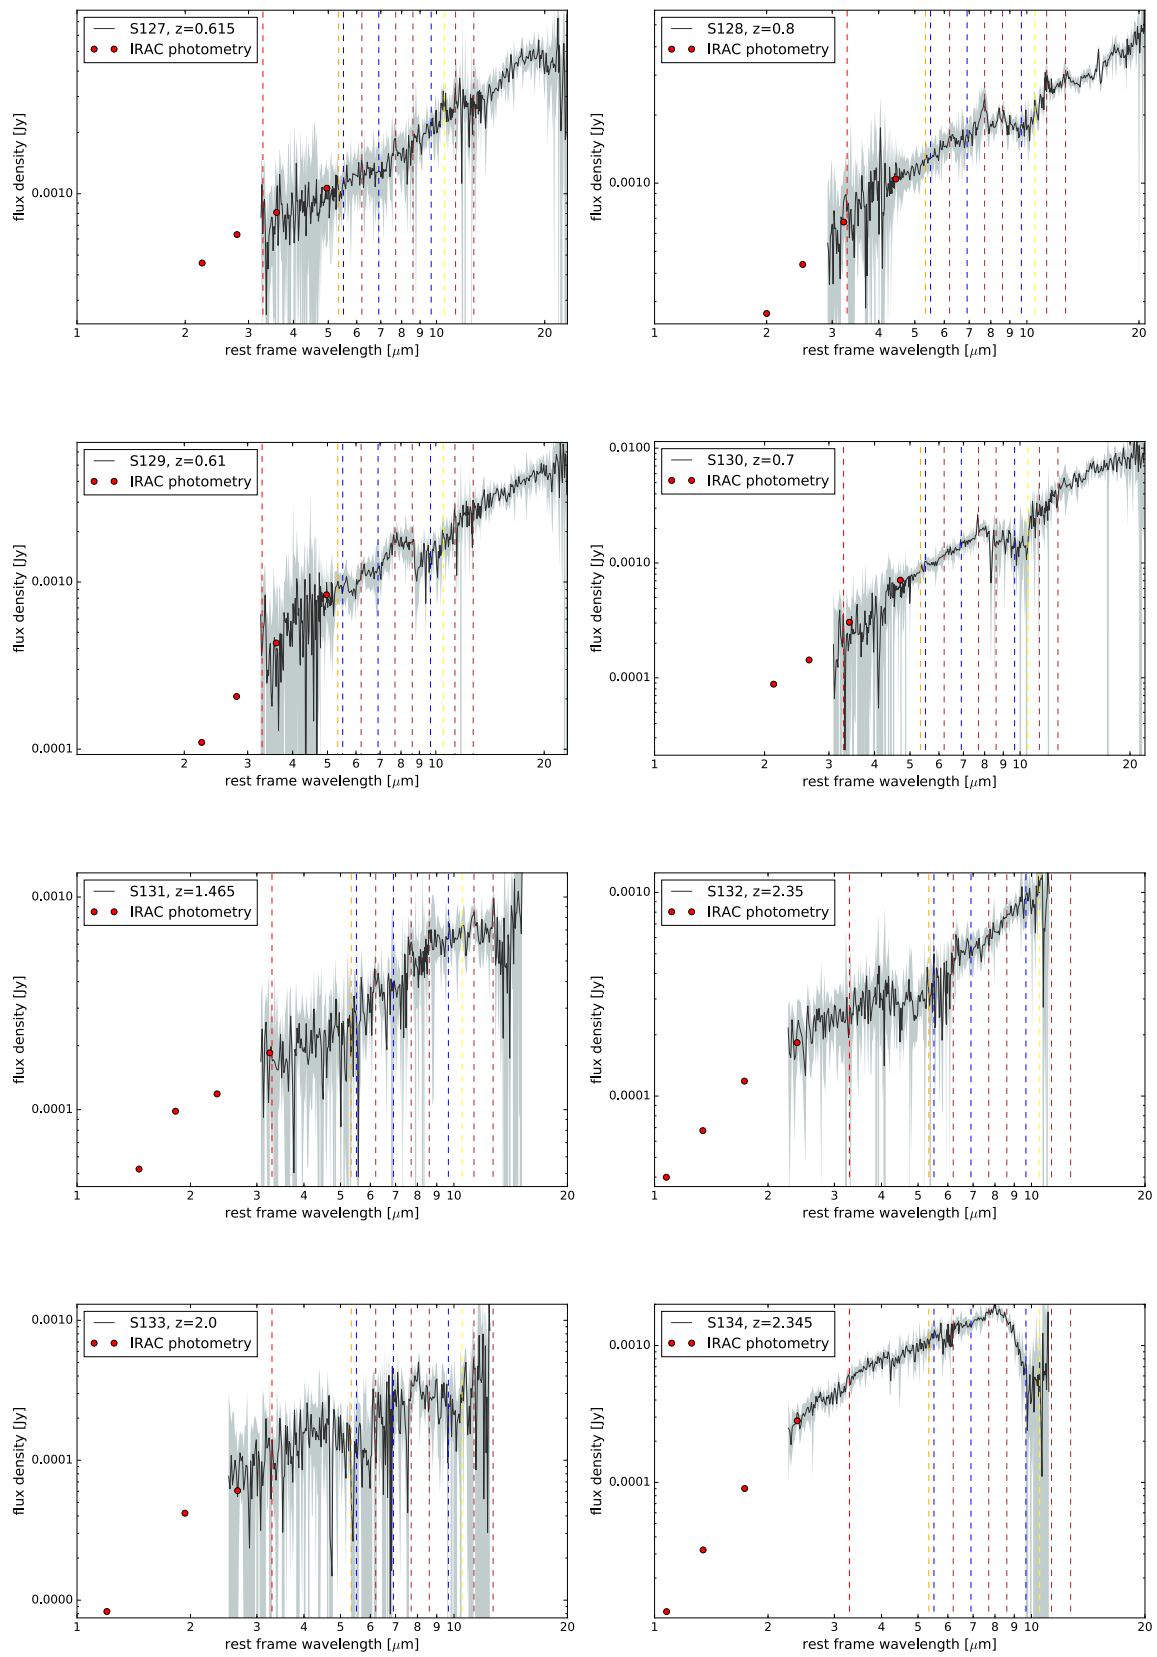 S127, z=0.615
IRAC photometry
flux density [Jy]
0.0010
1 2 3 4 5 6 7 8 9 10 20
rest frame wavelength [μm]
S128, z=0.8
IRAC photometry
flux density [Jy]
0.0010
1 2 3 4 5 6 7 8 9 10 20
rest frame wavelength [μm]
S129, z=0.61
IRAC photometry
flux density [Jy]
0.0010
0.0001
1 2 3 4 5 6 7 8 9 10 20
rest frame wavelength [μm]
S130, z=0.7
IRAC photometry
flux density [Jy]
0.0100
0.0010
0.0001
1 2 3 4 5 6 7 8 9 10 20
rest frame wavelength [μm]
S131, z=1.465
IRAC photometry
flux density [Jy]
0.0010
0.0001
1 2 3 4 5 6 7 8 9 10 20
rest frame wavelength [μm]
S132, z=2.35
IRAC photometry
flux density [Jy]
0.0010
0.0001
1 2 3 4 5 6 7 8 9 10 20
rest frame wavelength [μm]
S133, z=2.0
IRAC photometry
flux density [Jy]
0.0010
0.0001
0.0000
1 2 3 4 5 6 7 8 9 10 20
rest frame wavelength [μm]
S134, z=2.345
IRAC photometry
flux density [Jy]
0.0010
0.0001
1 2 3 4 5 6 7 8 9 10 20
rest frame wavelength [μm]